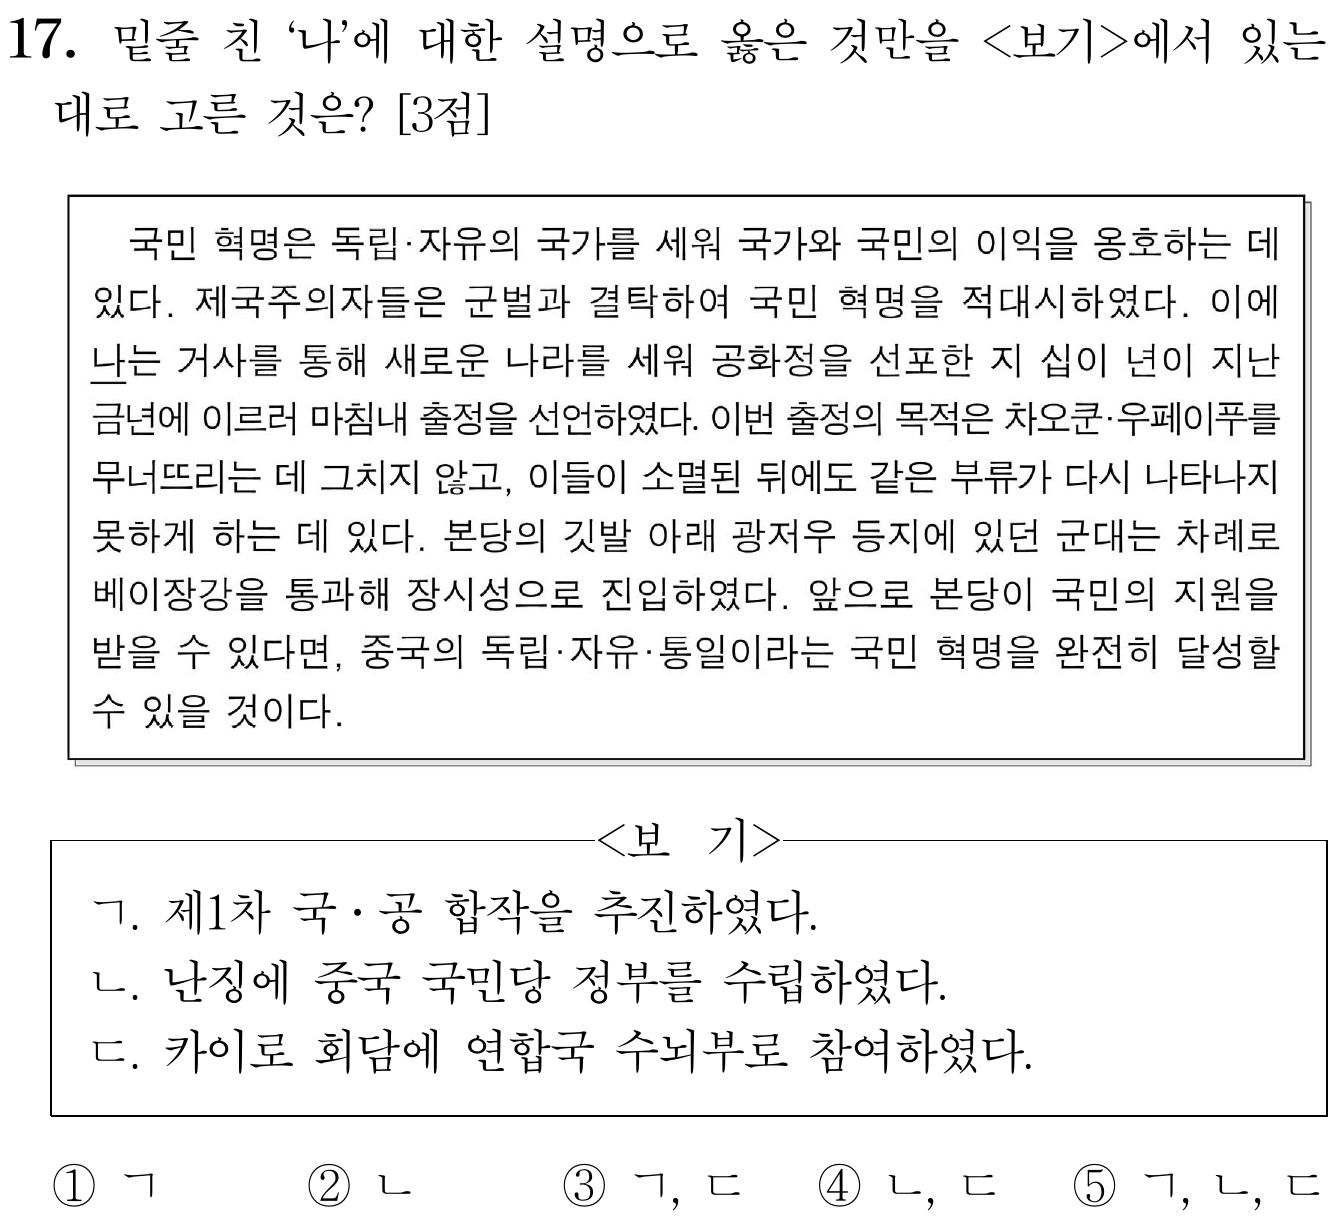 17. 밑줄 친 ‘나’에 대한 설명으로 옳은 것만을 <보기>에서 있는
대로 고른 것은? [3점]
국민 혁명은 독립·자유의 국가를 세워 국가와 국민의 이익을 옹호하는 데
있다. 제국주의자들은 군벌과 결탁하여 국민 혁명을 적대시하였다. 이에
나는 거사를 통해 새로운 나라를 세워 공화정을 선포한 지 십이 년이 지난
금년에 이르러 마침내 출정을 선언하였다. 이번 출정의 목적은 차오쿤·우페이푸를
무너뜨리는 데 그치지 않고, 이들이 소멸된 뒤에도 같은 부류가 다시 나타나지
못하게 하는 데 있다. 본당의 깃발 아래 광저우 등지에 있던 군대는 차례로
베이장강을 통과해 장시성으로 진입하였다. 앞으로 본당이 국민의 지원을
받을 수 있다면, 중국의 독립·자유·통일이라는 국민 혁명을 완전히 달성할
수 있을 것이다.
<보 기>
ㄱ. 제1차 국·공 합작을 추진하였다.
ㄴ. 난징에 중국 국민당 정부를 수립하였다.
ㄷ. 카이로 회담에 연합국 수뇌부로 참여하였다.
① ㄱ ② ㄴ ③ ㄱ, ㄷ ④ ㄴ, ㄷ ⑤ ㄱ, ㄴ, ㄷ